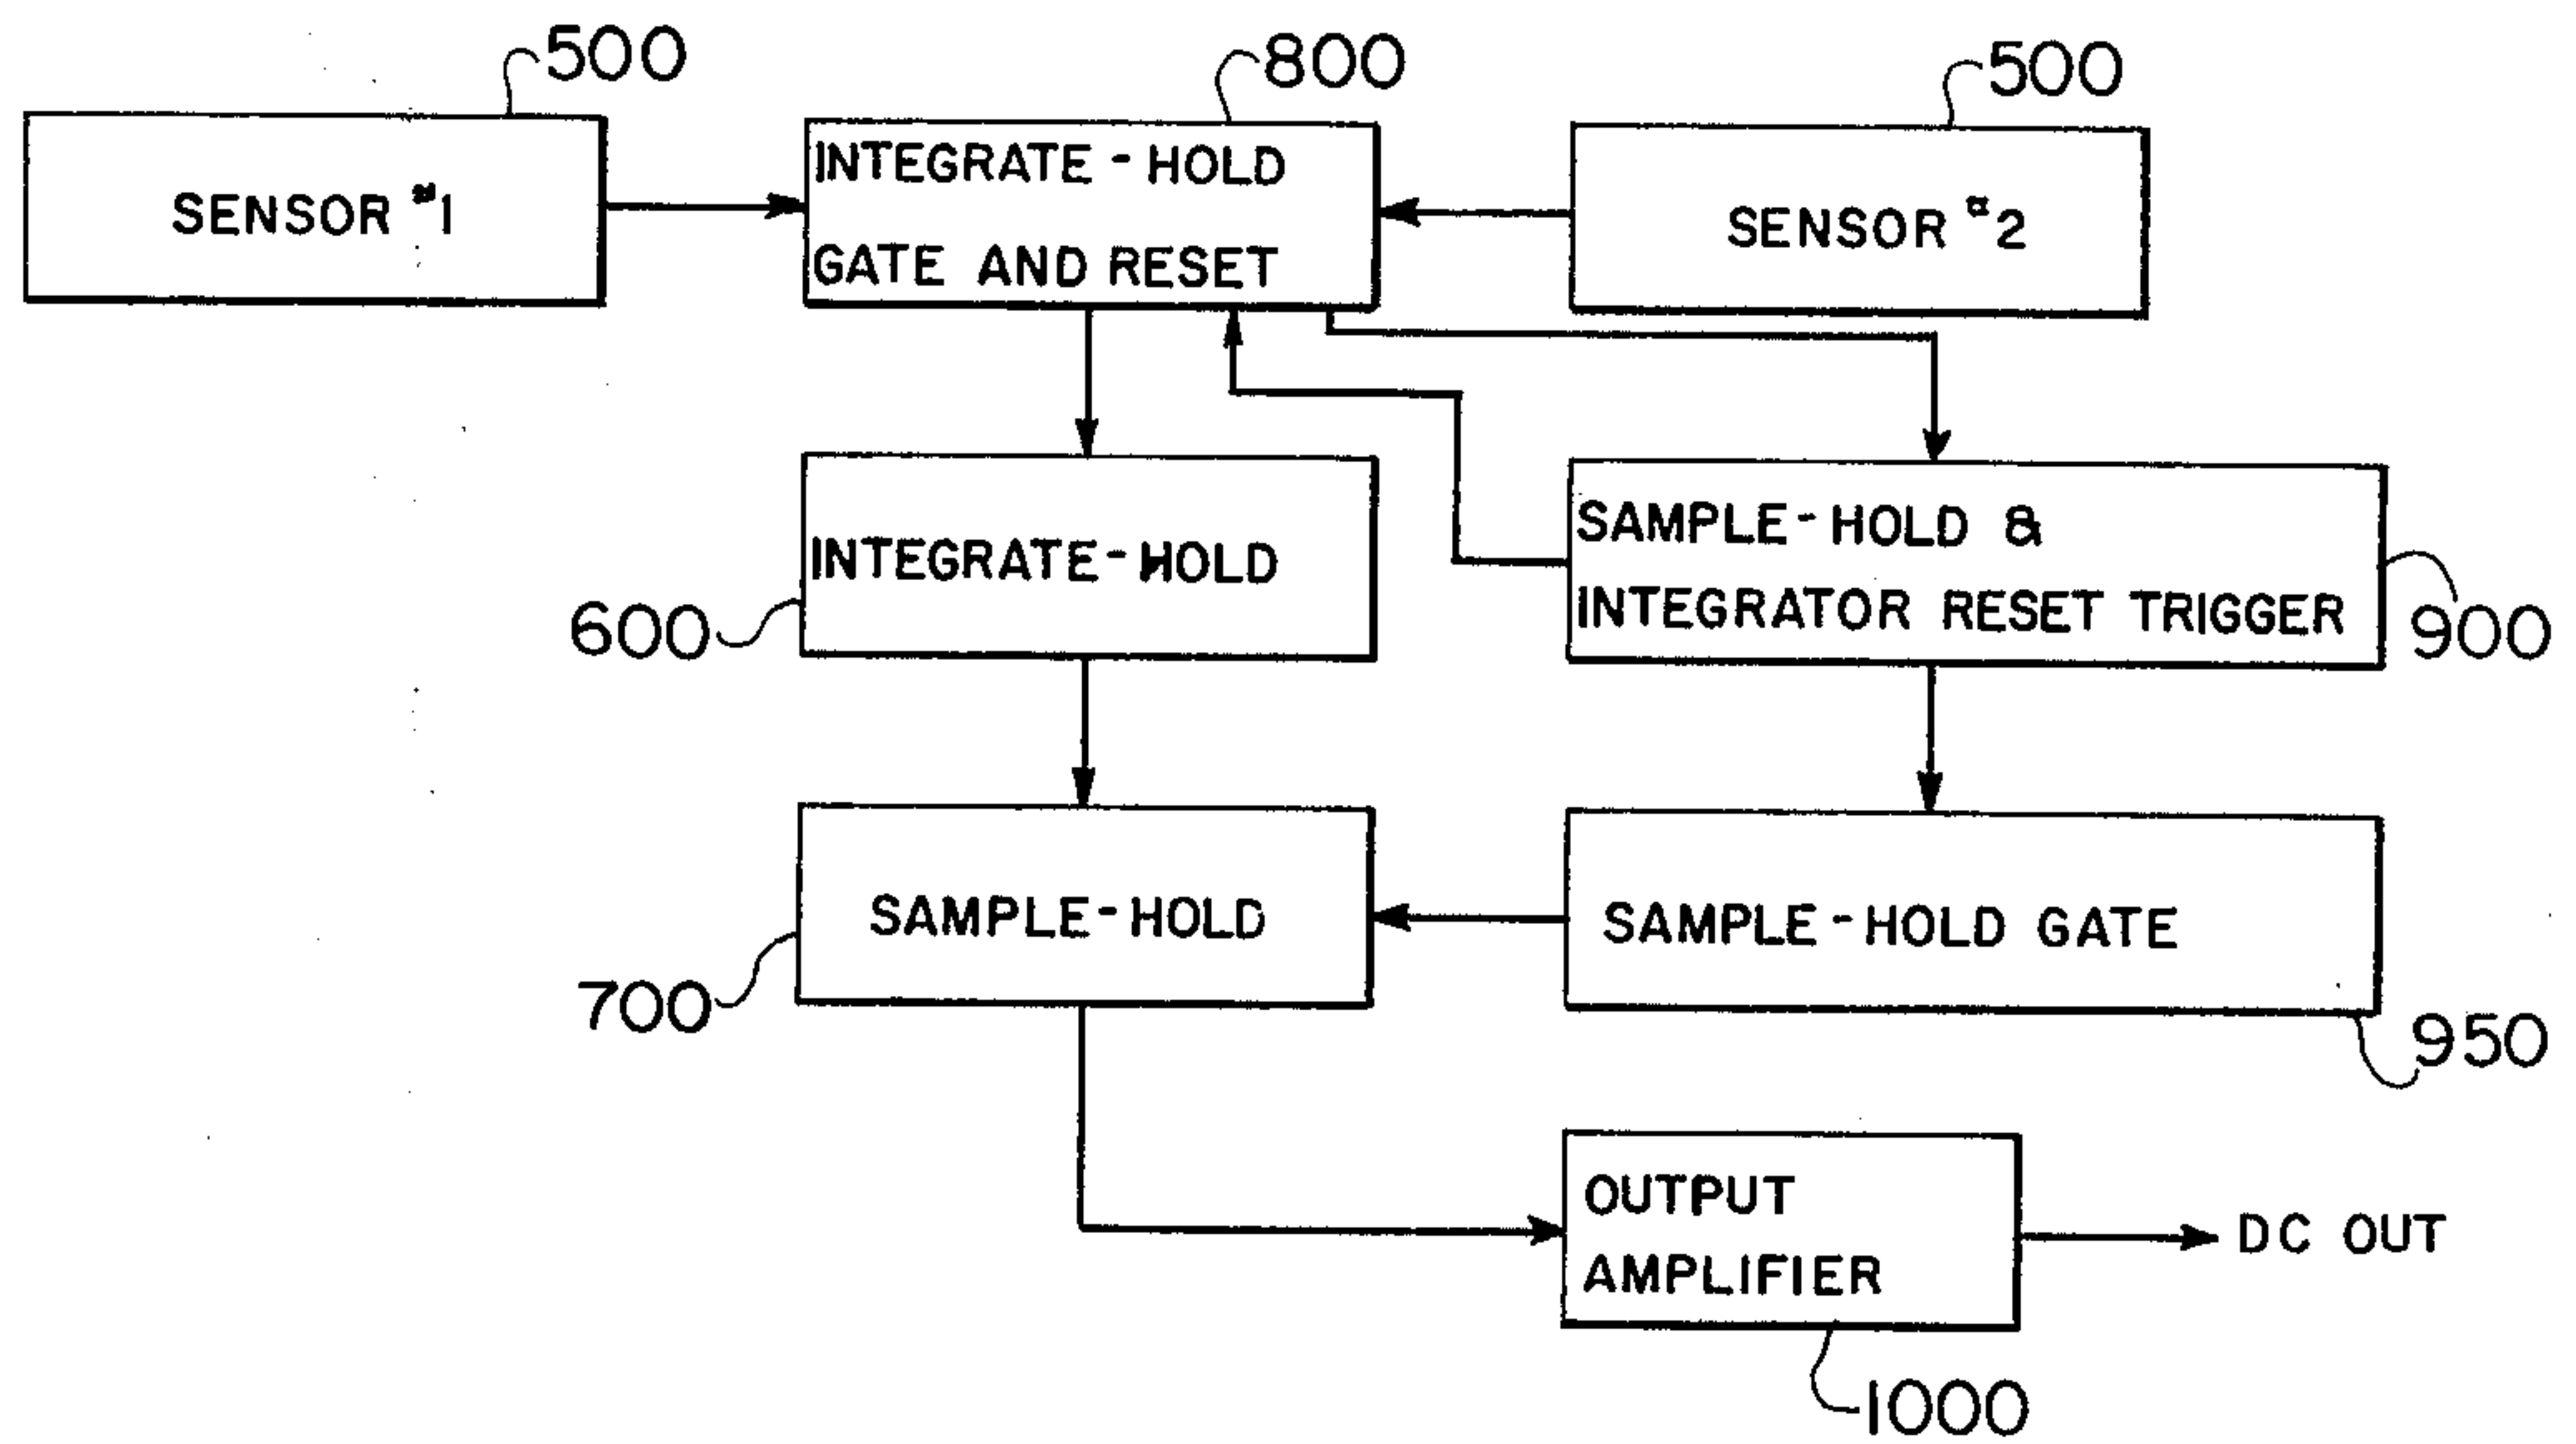 500
800
500
SENSOR #1
INTEGRATE-HOLD
GATE AND RESET
SENSOR #2
INTEGRATE-HOLD
600
SAMPLE-HOLD &
INTEGRATOR RESET TRIGGER
900
SAMPLE-HOLD
700
SAMPLE-HOLD GATE
950
OUTPUT
AMPLIFIER
DC OUT
1000